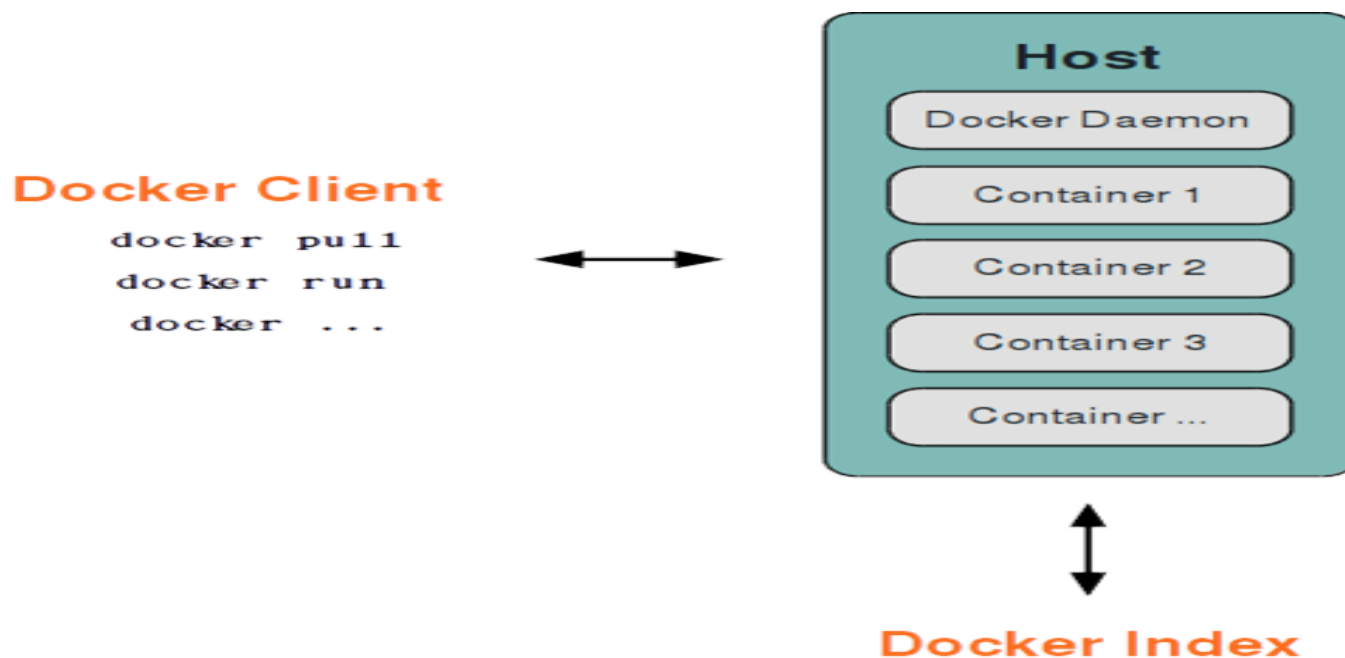 Docker Client
docker pull
docker run
docker ...
Host
Docker Daemon
Container 1
Container 2
Container 3
Container ...
Docker Index